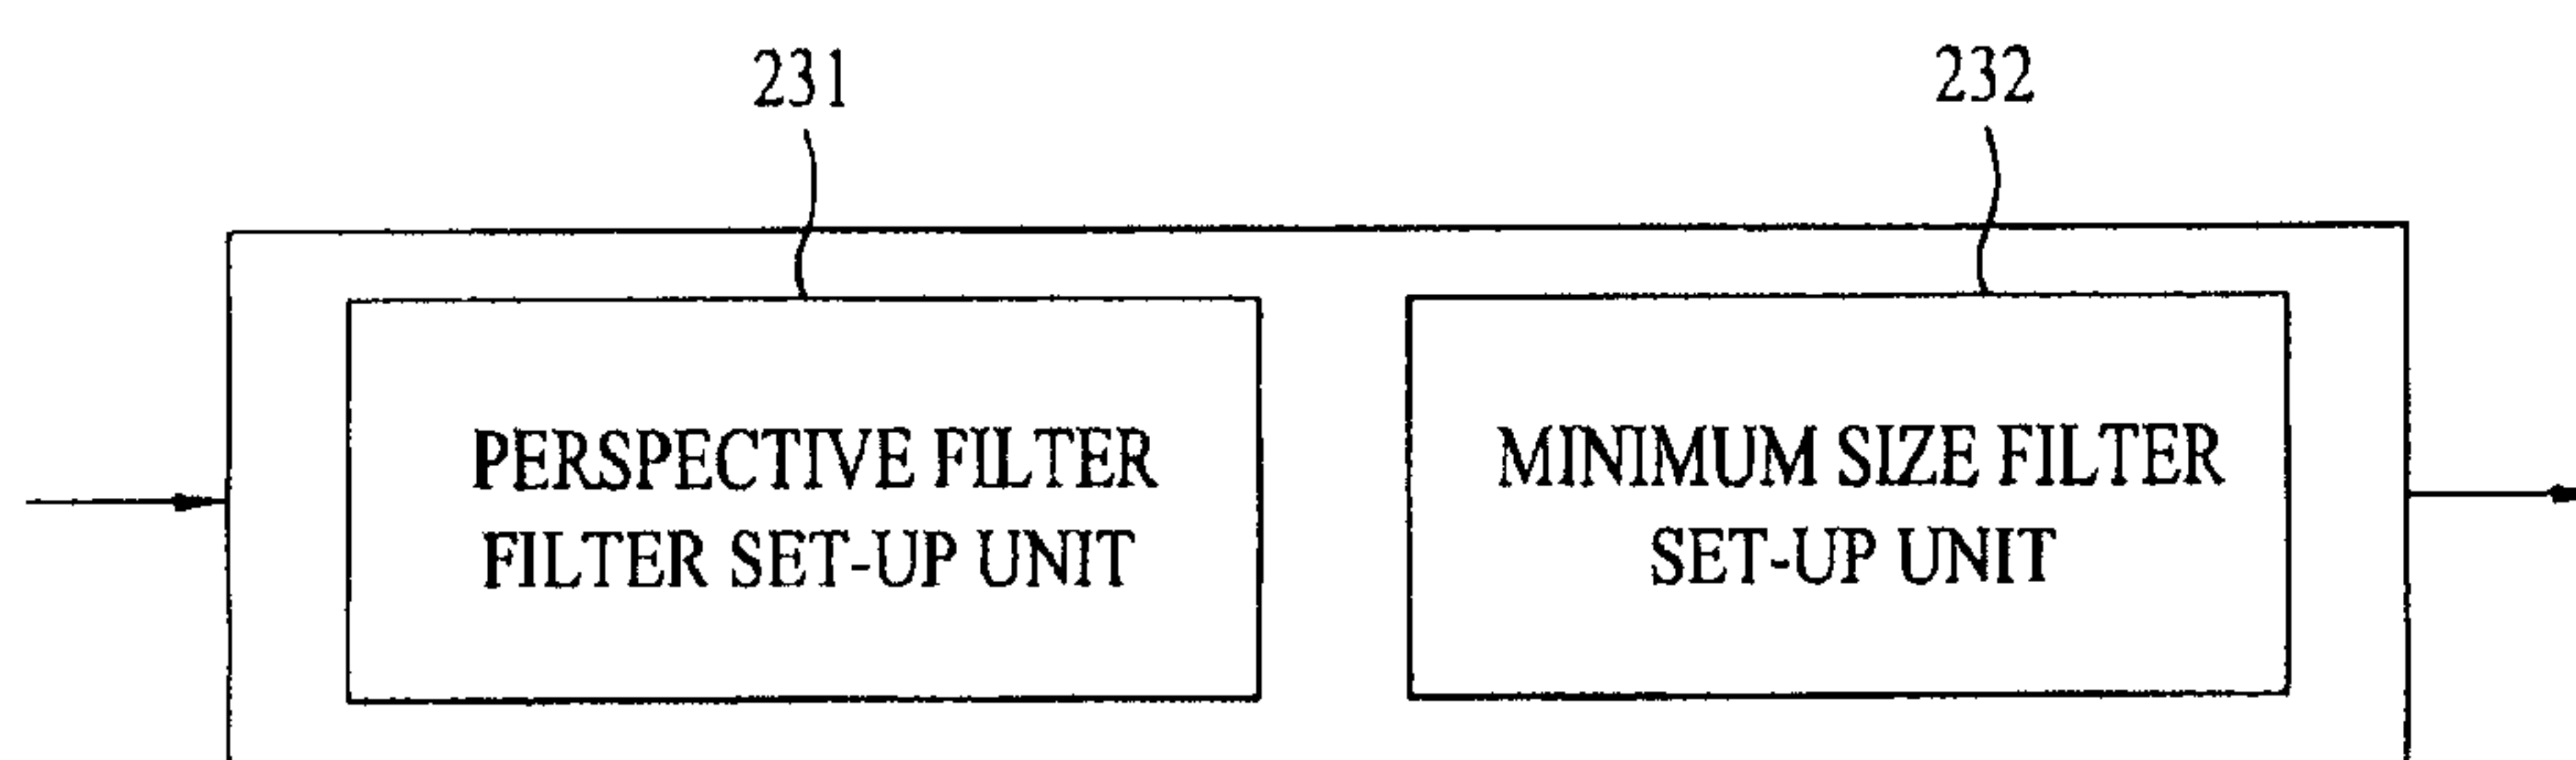 231
232
PERSPECTIVE FILTER
FILTER SET-UP UNIT
MINIMUM SIZE FILTER
SET-UP UNIT